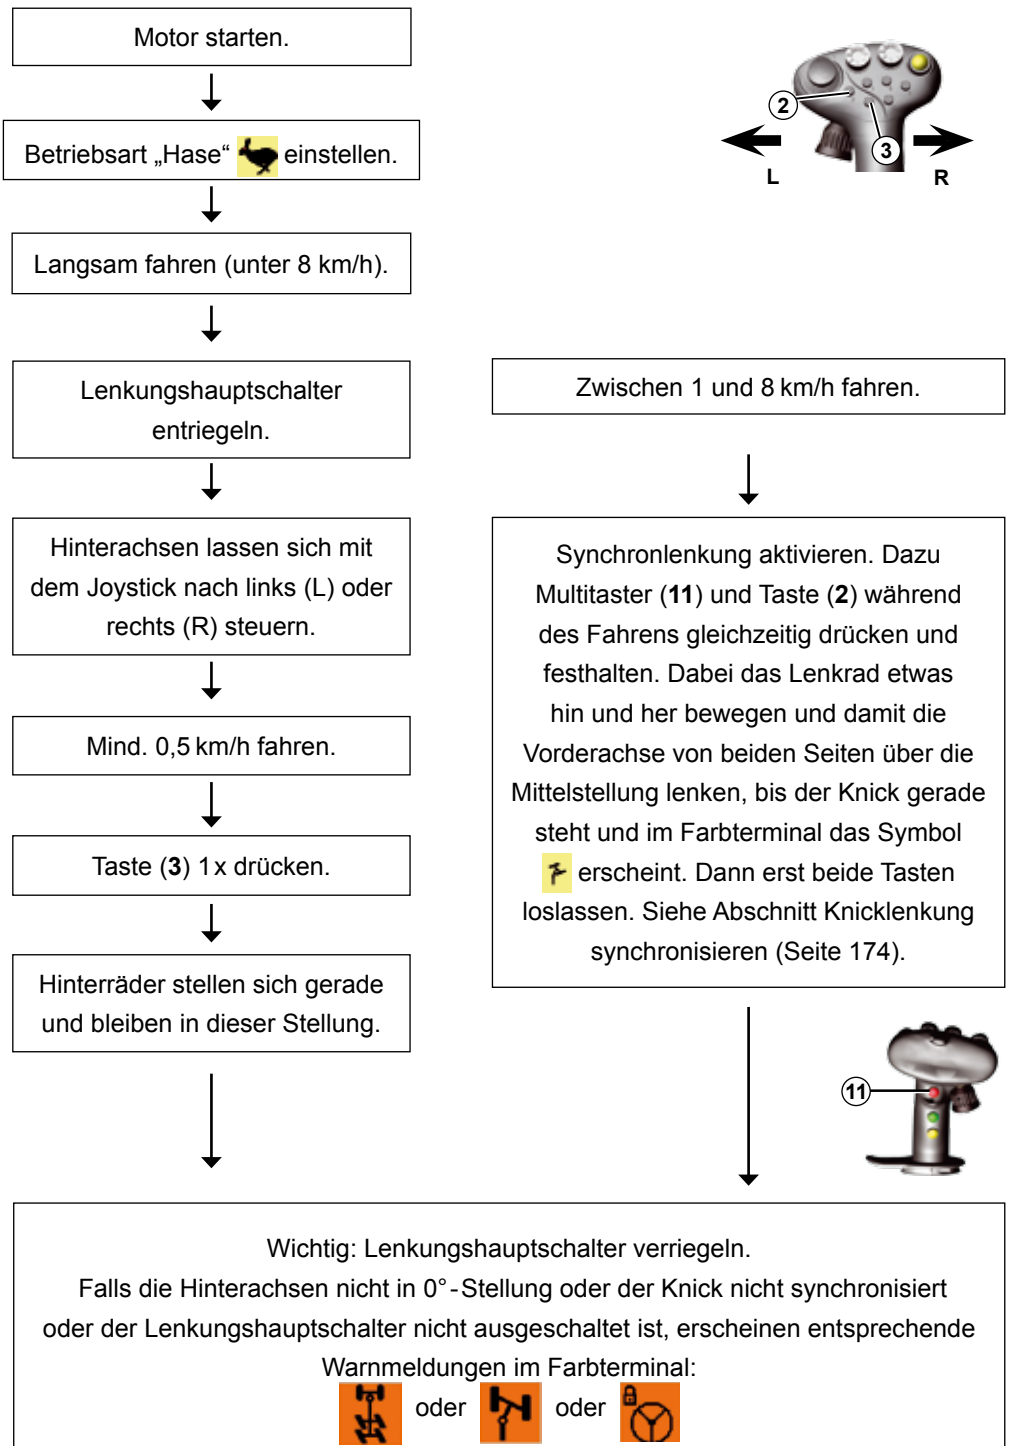 Motor starten.
Betriebsart „Hase“ einstellen.
Langsam fahren (unter 8 km/h).
Lenkungshauptschalter
entriegeln.
Hinterachsen lassen sich mit
dem Joystick nach links (L) oder
rechts (R) steuern.
Mind. 0,5 km/h fahren.
Taste (3) 1 x drücken.
Hinterräder stellen sich gerade
und bleiben in dieser Stellung.
2
3
L
R
Zwischen 1 und 8 km/h fahren.
Synchronlenkung aktivieren. Dazu
Multitaster (11) und Taste (2) während
des Fahrens gleichzeitig drücken und
festhalten. Dabei das Lenkrad etwas
hin und her bewegen und damit die
Vorderachse von beiden Seiten über die
Mittelstellung lenken, bis der Knick gerade
steht und im Farbterminal das Symbol
erscheint. Dann erst beide Tasten
loslassen. Siehe Abschnitt Knicklenkung
synchronisieren (Seite 174).
11
Wichtig: Lenkungshauptschalter verriegeln.
Falls die Hinterachsen nicht in 0°-Stellung oder der Knick nicht synchronisiert
oder der Lenkungshauptschalter nicht ausgeschaltet ist, erscheinen entsprechende
Warnmeldungen im Farbterminal:
oder oder